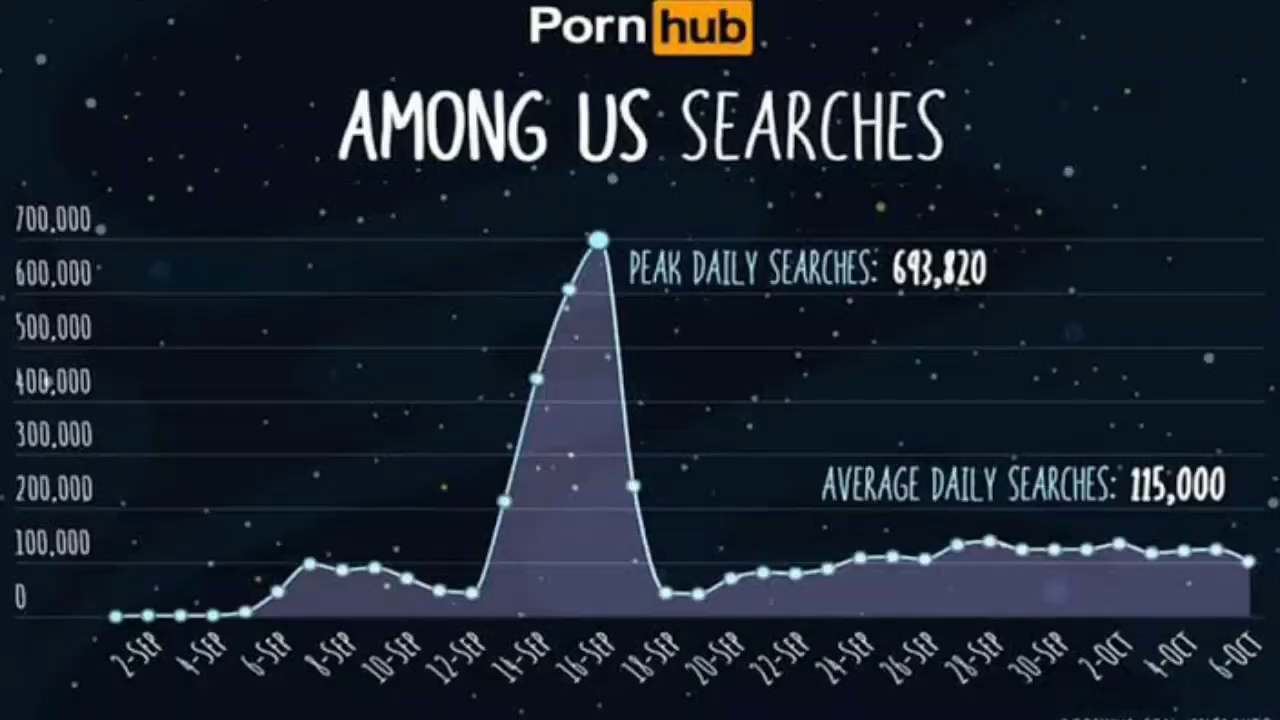 Pornhub
AMONG US SEARCHES
700,000
600,000
500,000
400,000
300,000
200,000
100,000
0
PEAK DAILY SEARCHES: 693,820
AVERAGE DAILY SEARCHES: 115,000
2-SEP
4-SEP
6-SEP
8-SEP
10-SEP
12-SEP
14-SEP
16-SEP
18-SEP
20-SEP
22-SEP
24-SEP
26-SEP
28-SEP
30-SEP
2-OCT
4-OCT
6-OCT